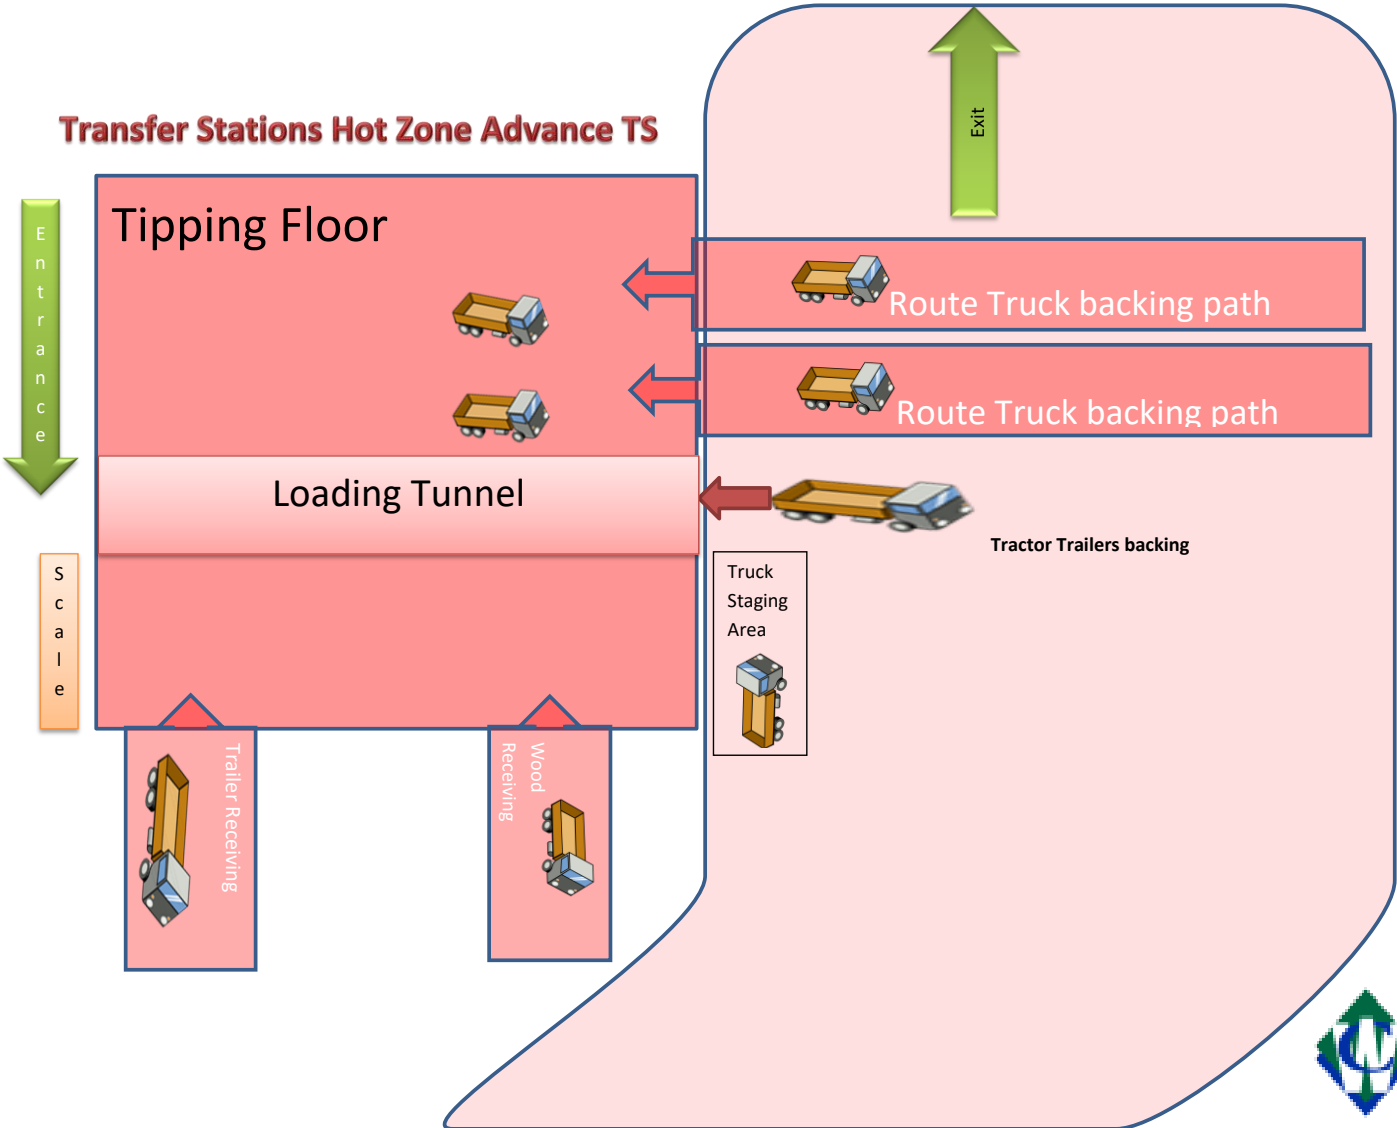 Exit
Transfer Stations Hot Zone Advance TS
Tipping Floor
Entrance
Route Truck backing path
Route Truck backing path
Loading Tunnel
Tractor Trailers backing
Scale
Truck
Staging
Area
Trailer Receiving
Wood
Receiving
WC